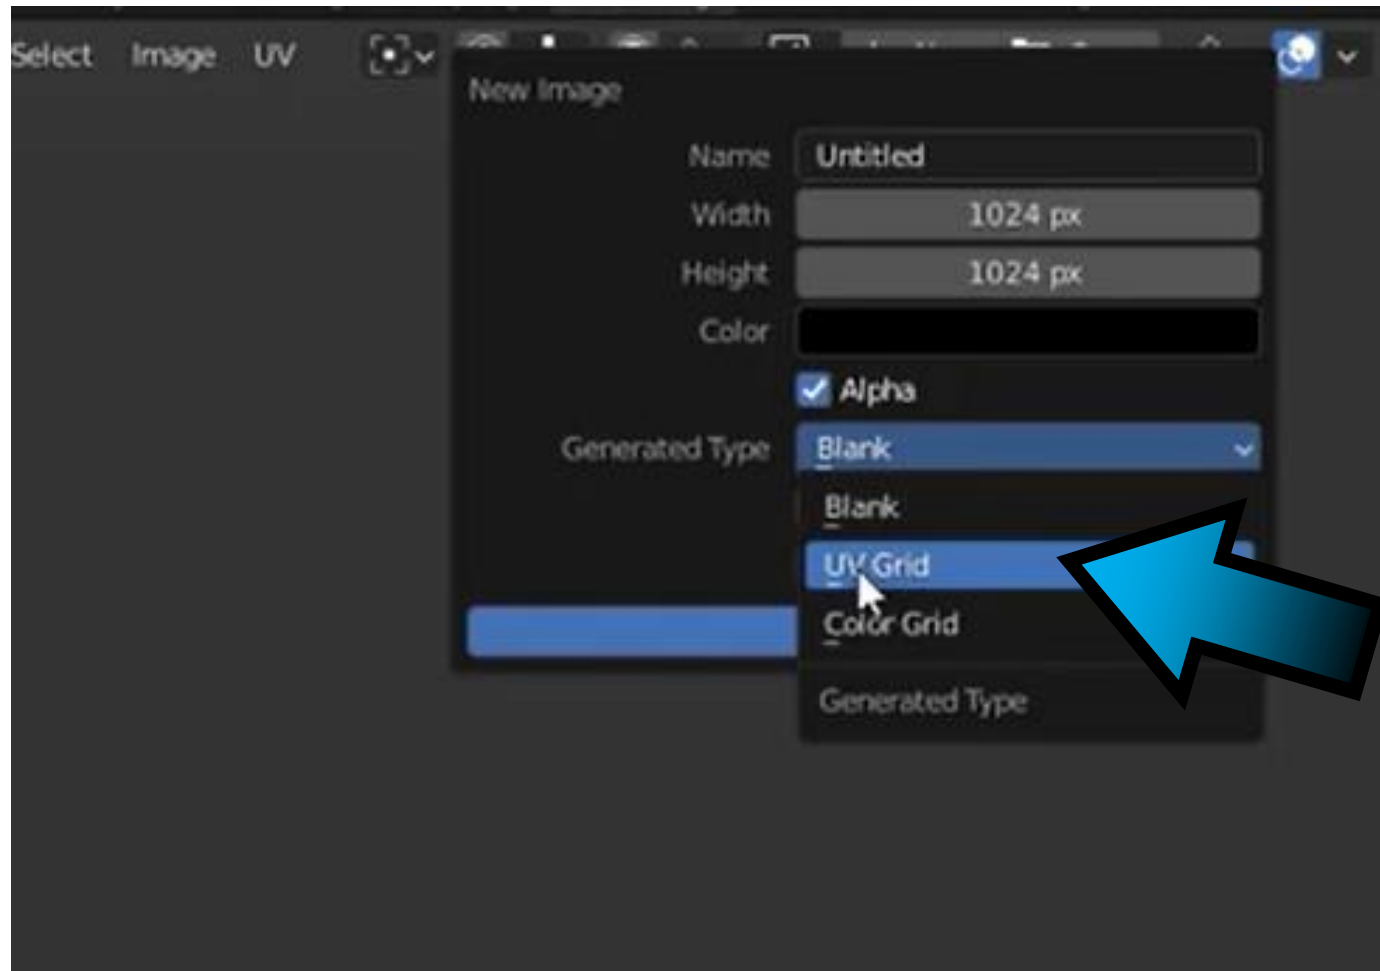 Select Image UV
New Image
Name Untitled
Width 1024 px
Height 1024 px
Color
Alpha
Generated Type Blank
Blank
UV Grid
Color Grid
Generated Type